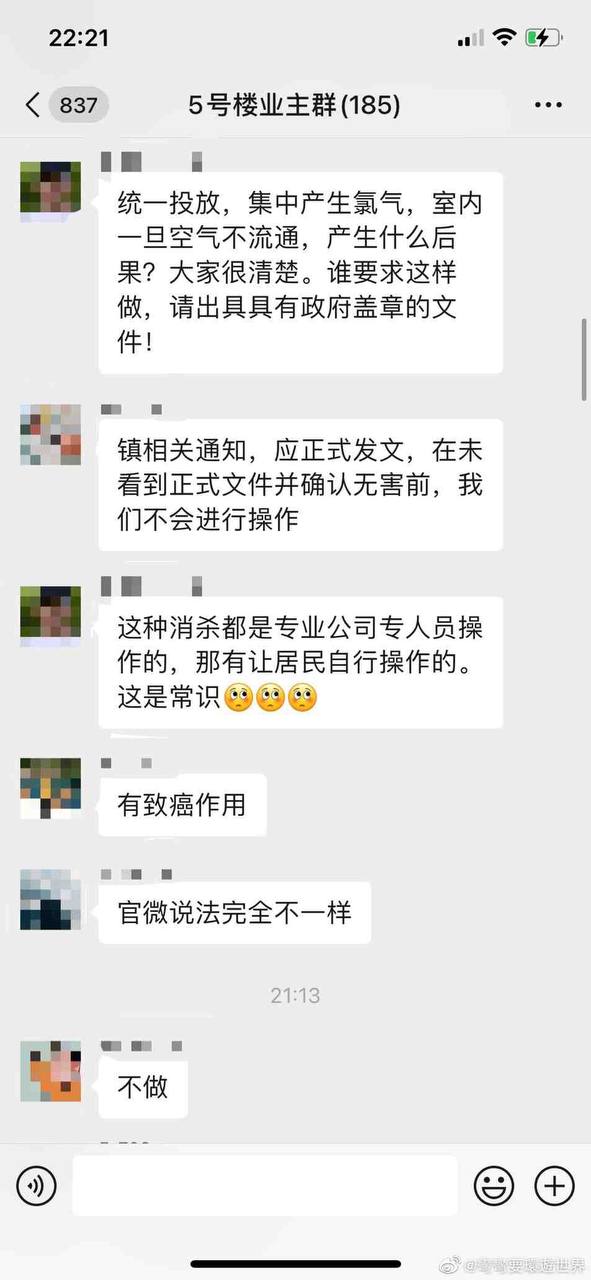 22:21
837
5号楼业主群(185)
统一投放，集中产生氯气，室内
一旦空气不流通，产生什么后
果？大家很清楚。谁要求这样
做，请出具具有政府盖章的文
件！
镇相关通知，应正式发文，在未
看到正式文件并确认无害前，我
们不会进行操作
这种消杀都是专业公司专人员操
作的，那有让居民自行操作的。
这是常识🥺🥺🥺
有致癌作用
官微说法完全不一样
21:13
不做